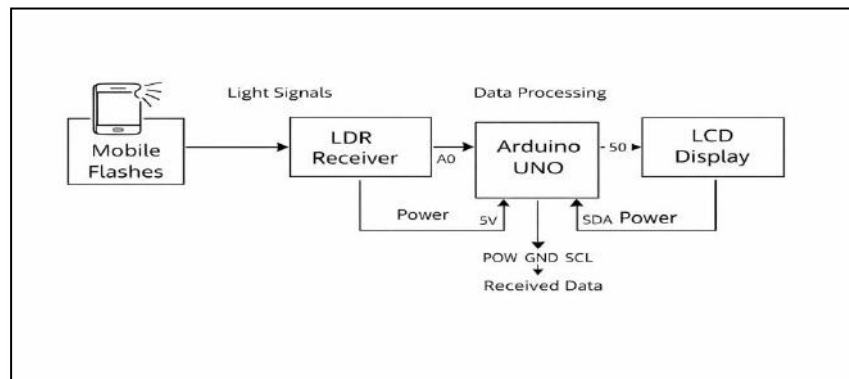 Light Signals
Data Processing
Mobile
Flashes
LDR
Receiver
A0
Arduino
UNO
50
LCD
Display
Power
5V
SDA Power
POW GND SCL
Received Data